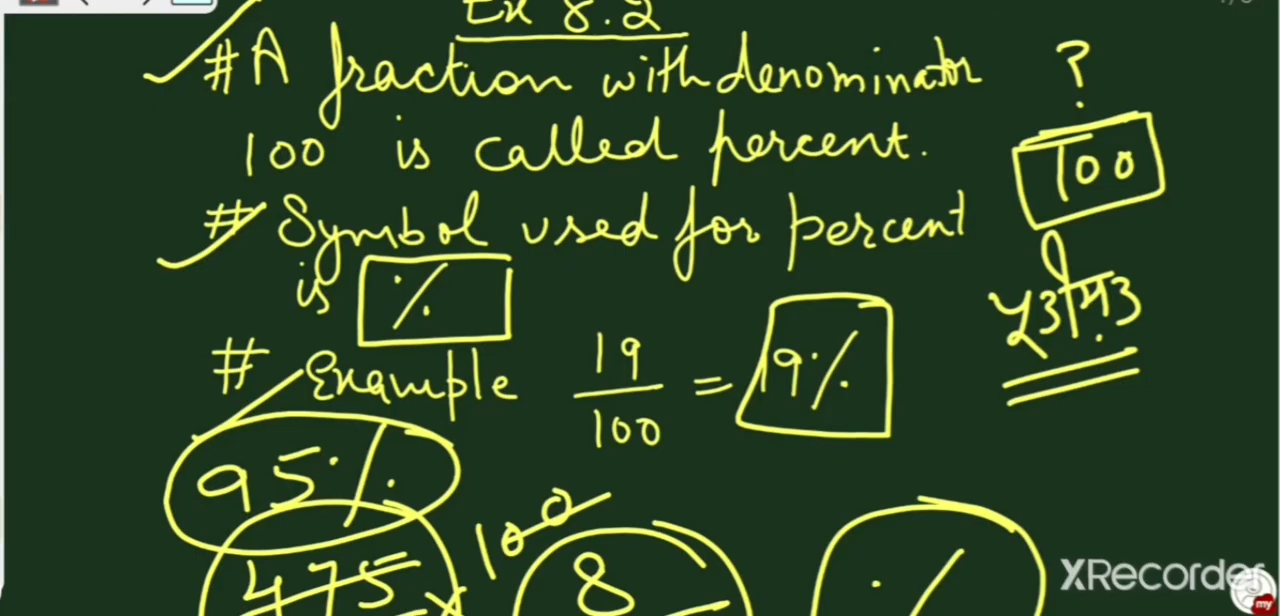 Ex 8.2
# A fraction with denominator ?
100 is called percent.
100
# Symbol used for percent
is %
# Example 19/100 = 19%
95%
475 × 100
8
%
XRecorder